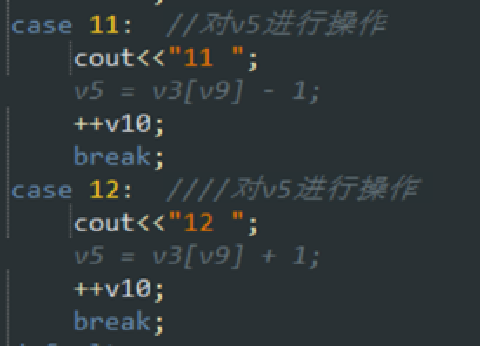 case 11:  //对v5进行操作
    cout<<"11 ";
    v5 = v3[v9] - 1;
    ++v10;
    break;
case 12:  ////对v5进行操作
    cout<<"12 ";
    v5 = v3[v9] + 1;
    ++v10;
    break;